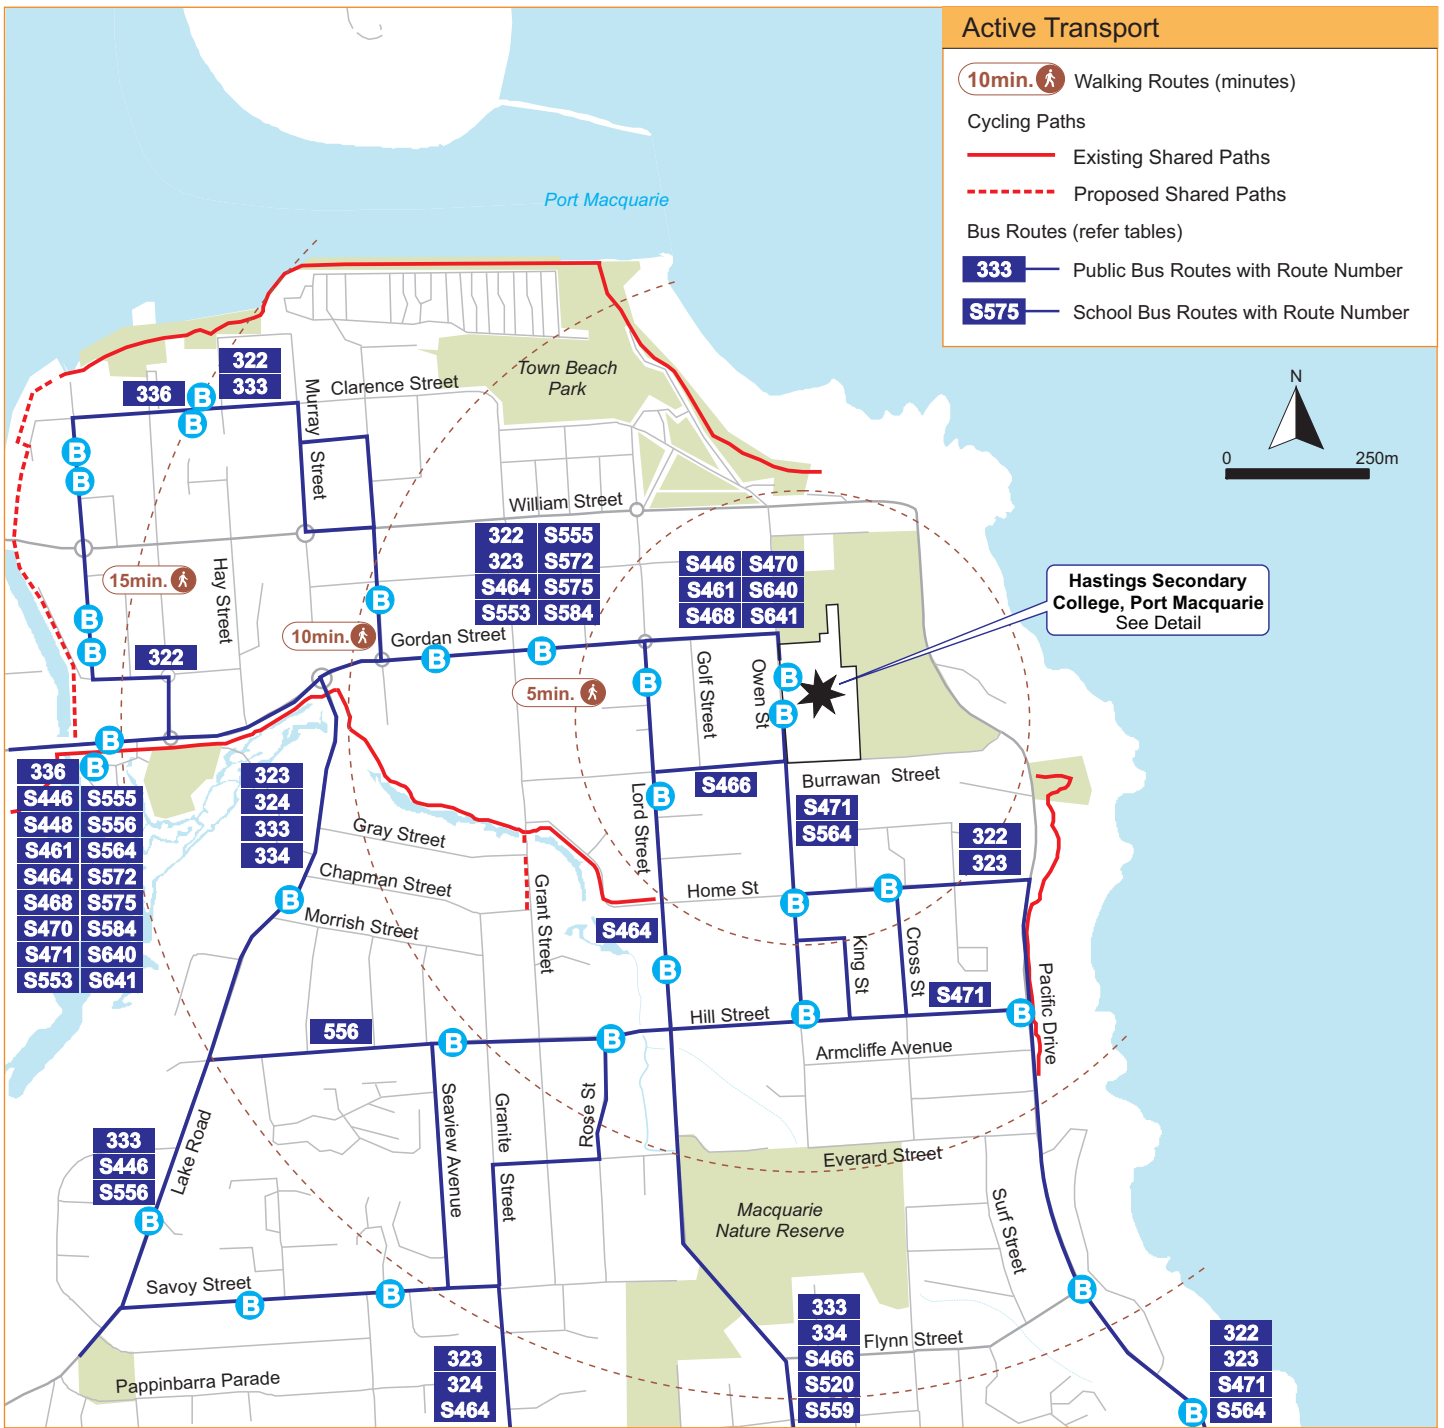 Active Transport
10min. Walking Routes (minutes)
Cycling Paths
Existing Shared Paths
Proposed Shared Paths
Bus Routes (refer tables)
333 Public Bus Routes with Route Number
S575 School Bus Routes with Route Number
Port Macquarie
N
0 250m
Town Beach
Park
322
333
336
B
B
B
B
Murray
Street
Clarence Street
William Street
322 S555
323 S572
S464 S575
S553 S584
S446 S470
S461 S640
S468 S641
Hastings Secondary
College, Port Macquarie
See Detail
15min.
Hay Street
10min.
Gordan Street
B
B
B
B
B
322
5min.
B
Golf Street
Owen St
B
B
B
B
336
S446 S555
S448 S556
S461 S564
S464 S572
S468 S575
S470 S584
S471 S640
S553 S641
323
324
333
334
S466
Burrawan Street
B
Lord Street
S471
S564
322
323
Gray Street
Chapman Street
Morrish Street
B
Grant Street
Home St
B
B
S464
B
King St
Cross St
S471
Pacific Drive
Hill Street
B
B
556
B
B
Armcliffe Avenue
Seaview Avenue
Granite
Street
Rose St
Lake Road
333
S446
S556
B
Everard Street
Macquarie
Nature Reserve
Surf Street
Savoy Street
B
B
B
333
334
S466
S520
S559
Flynn Street
322
323
S471
S564
B
323
324
S464
Pappinbarra Parade